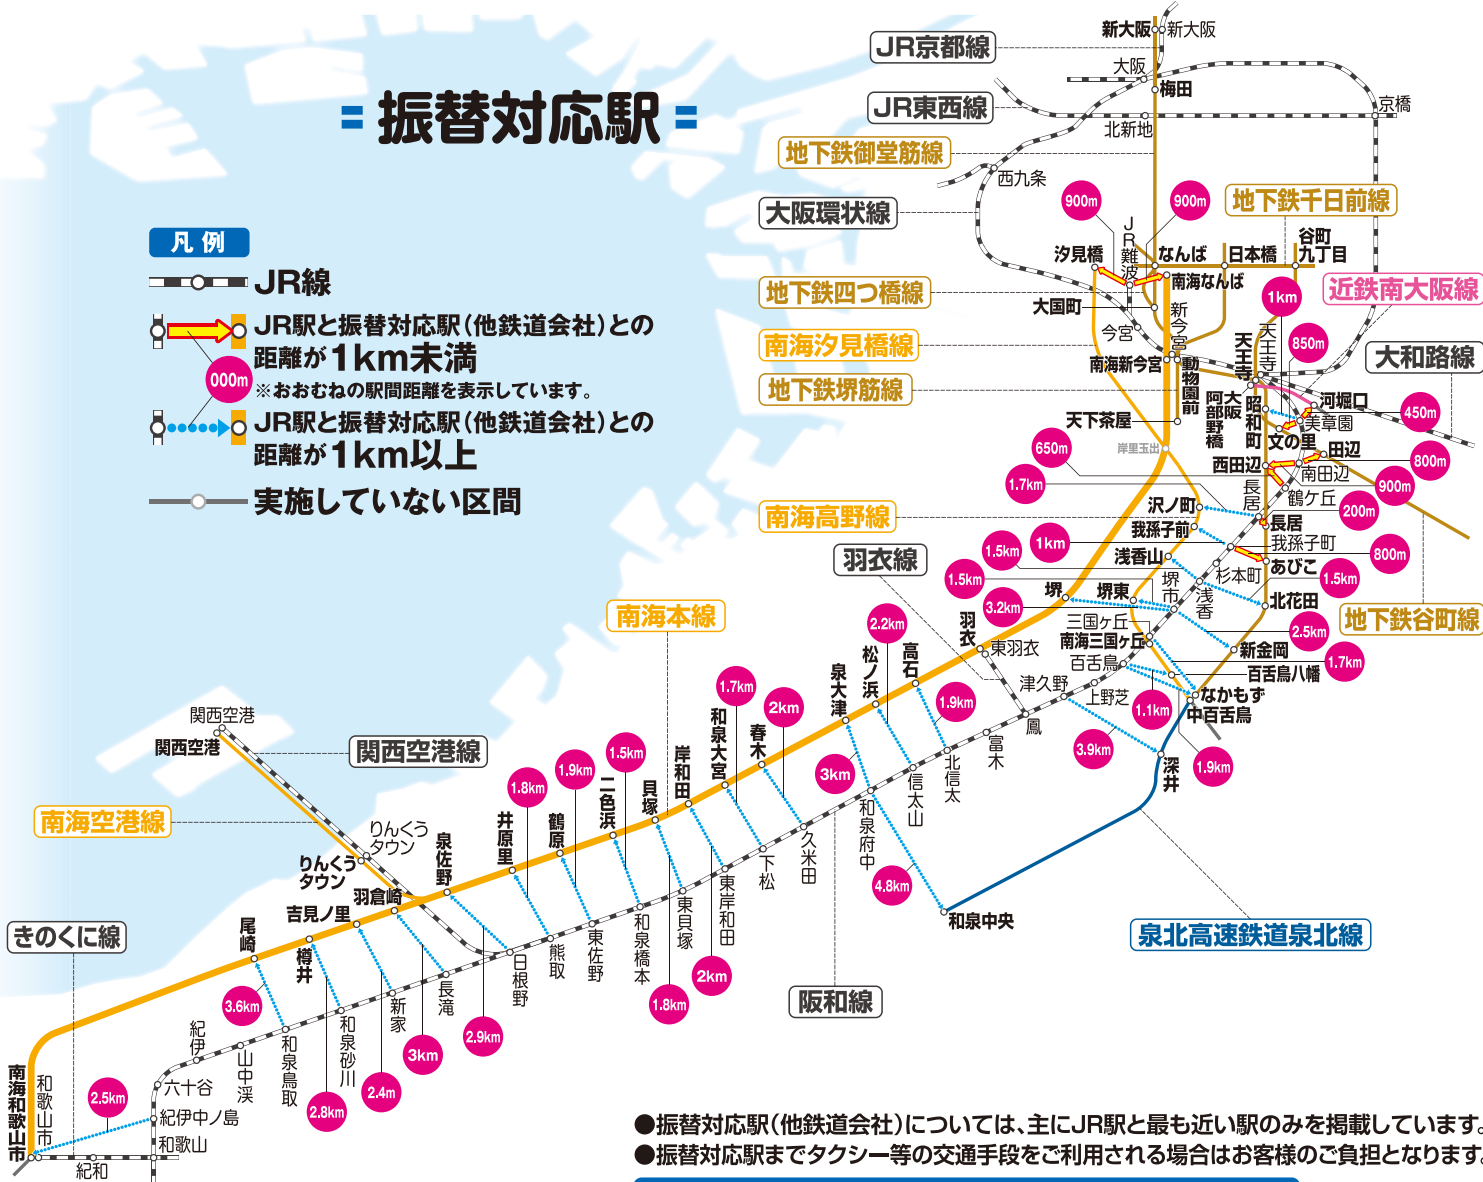 振替対応駅
凡例
JR線
JR駅と振替対応駅(他鉄道会社)との
距離が1km未満
000m
※おおむねの駅間距離を表示しています。
JR駅と振替対応駅(他鉄道会社)との
距離が1km以上
実施していない区間
JR京都線
JR東西線
地下鉄御堂筋線
大阪環状線
地下鉄四つ橋線
南海汐見橋線
地下鉄堺筋線
南海高野線
羽衣線
南海本線
関西空港線
南海空港線
きのくに線
阪和線
泉北高速鉄道泉北線
地下鉄谷町線
大和路線
近鉄南大阪線
地下鉄千日前線
新大阪
新大阪
大阪
梅田
京橋
北新地
西九条
900m
900m
汐見橋
JR難波
なんば
日本橋
谷町
九丁目
南海なんば
大国町
今宮
新今宮
南海新今宮
動物園前
天下茶屋
岸里玉出
1km
850m
天王寺
天王寺
大阪
阿部野橋
昭和町
河堀口
美章園
文の里
450m
田辺
西田辺
南田辺
800m
650m
900m
鶴ケ丘
1.7km
長居
200m
沢ノ町
長居
我孫子前
我孫子町
1km
800m
浅香山
あびこ
杉本町
1.5km
1.5km
1.5km
浅香
堺市
堺
堺東
3.2km
北花田
三国ヶ丘
南海三国ヶ丘
2.5km
新金岡
百舌鳥
1.7km
百舌鳥八幡
なかもず
中百舌鳥
1.1km
1.9km
上野芝
津久野
3.9km
深井
羽衣
東羽衣
鳳
富木
高石
1.9km
北信太
松ノ浜
2.2km
信太山
泉大津
3km
和泉府中
4.8km
和泉中央
春木
2km
久米田
和泉大宮
1.7km
下松
岸和田
2km
東岸和田
貝塚
1.8km
東貝塚
二色浜
1.5km
和泉橋本
鶴原
1.9km
東佐野
井原里
1.8km
熊取
泉佐野
2.9km
日根野
関西空港
関西空港
りんくう
タウン
りんくう
タウン
羽倉崎
3km
長滝
吉見ノ里
2.4m
新家
樽井
2.8km
和泉砂川
尾崎
3.6km
和泉鳥取
山中渓
紀伊
六十谷
紀伊中ノ島
2.5km
和歌山
和歌山市
南海和歌山市
紀和
●振替対応駅(他鉄道会社)については、主にJR駅と最も近い駅のみを掲載しています。
●振替対応駅までタクシー等の交通手段をご利用される場合はお客様のご負担となります。